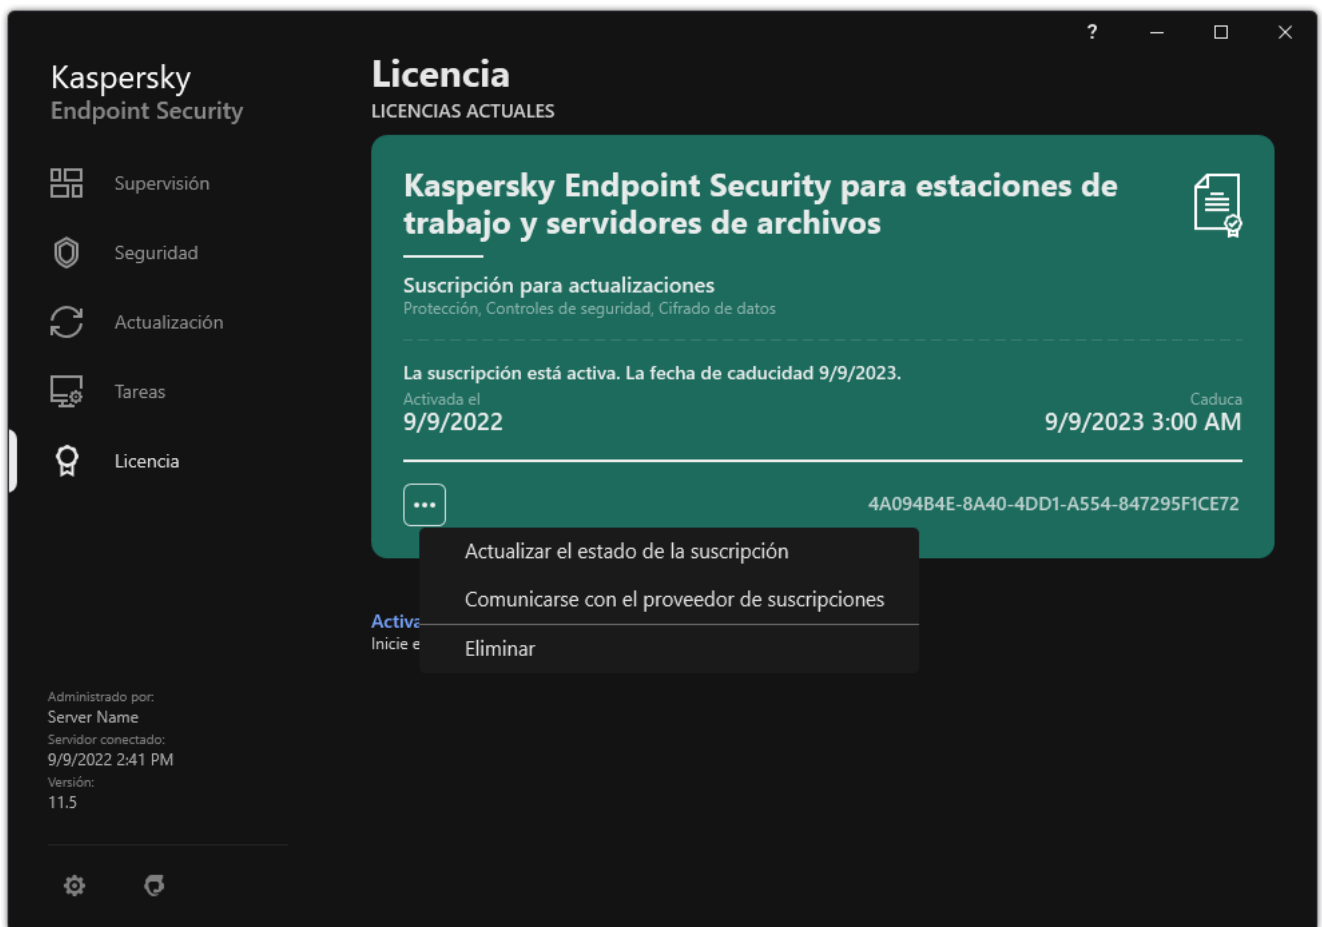 ?
Kaspersky
Endpoint Security
Supervisión
Seguridad
Actualización
Tareas
Licencia
Administrado por:
Server Name
Servidor conectado:
9/9/2022 2:41 PM
Versión:
11.5
Licencia
LICENCIAS ACTUALES
Kaspersky Endpoint Security para estaciones de
trabajo y servidores de archivos
Suscripción para actualizaciones
Protección, Controles de seguridad, Cifrado de datos
La suscripción está activa. La fecha de caducidad 9/9/2023.
Activada el
9/9/2022
Caduca
9/9/2023 3:00 AM
4A094B4E-8A40-4DD1-A554-847295F1CE72
Actualizar el estado de la suscripción
Comunicarse con el proveedor de suscripciones
Eliminar
Inicie